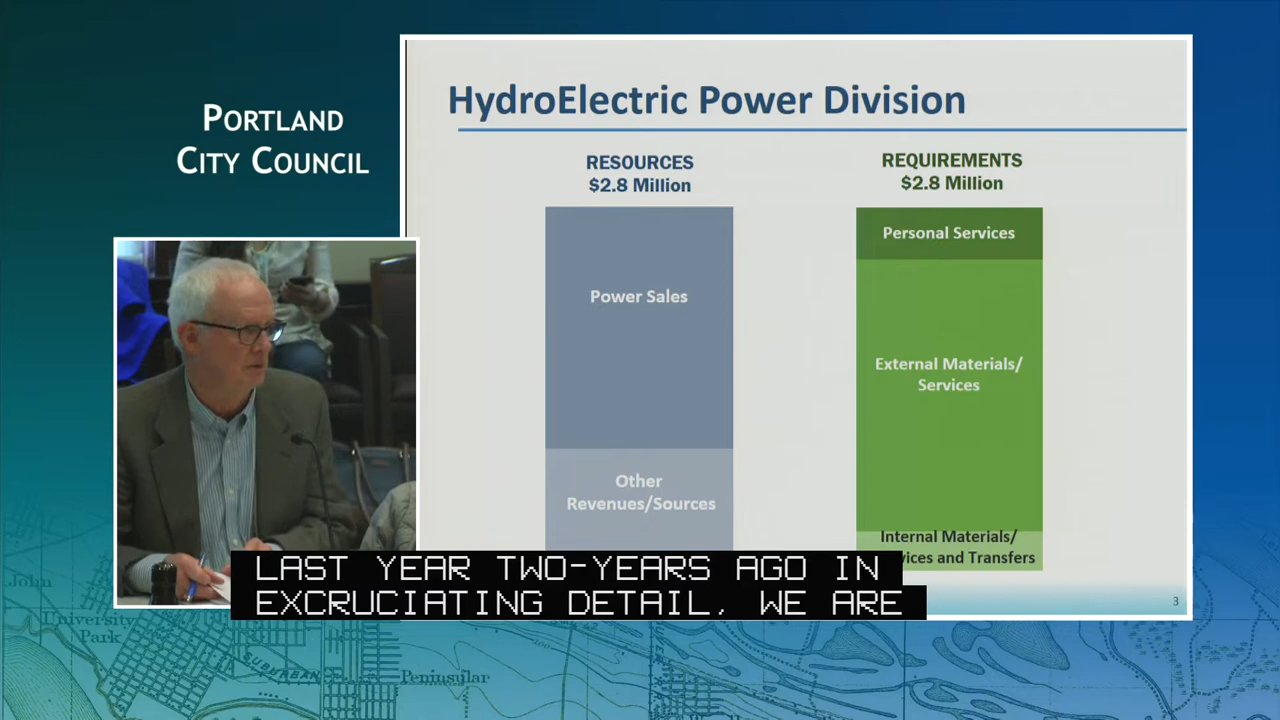 PORTLAND
CITY COUNCIL
HydroElectric Power Division
RESOURCES
$2.8 Million
REQUIREMENTS
$2.8 Million
Power Sales
Other
Revenues/Sources
Personal Services
External Materials/
Services
Internal Materials/
vices and Transfers
3
LAST YEAR TWO-YEARS AGO IN
EXCRUCIATING DETAIL, WE ARE
John
University
Park
SUBURBAN
Peninsular